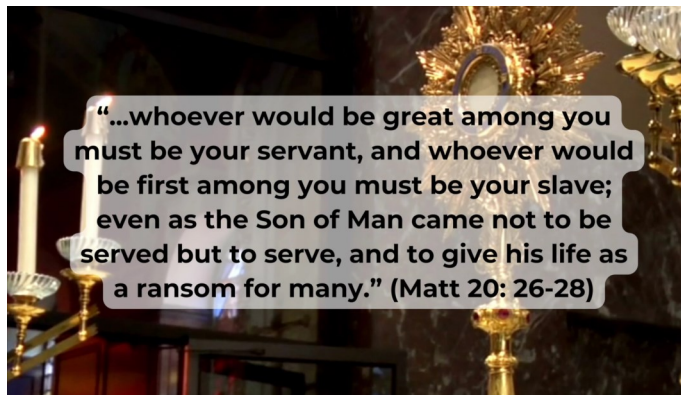 “...whoever would be great among you
must be your servant, and whoever would
be first among you must be your slave;
even as the Son of Man came not to be
served but to serve, and to give his life as
a ransom for many.” (Matt 20: 26-28)